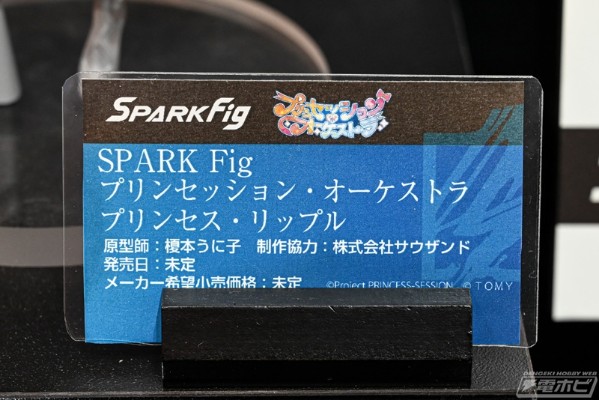 SPARKFig プリンセッション・オーケストラ
SPARK Fig
プリンセッション・オーケストラ
プリンセス・リップル
原型師：榎本うに子　制作協力：株式会社サウザンド
発売日：未定
メーカー希望小売価格：未定
©Project PRINCESS-SESSION © TOMY
DENGEKI HOBBY WEB
電ホビ